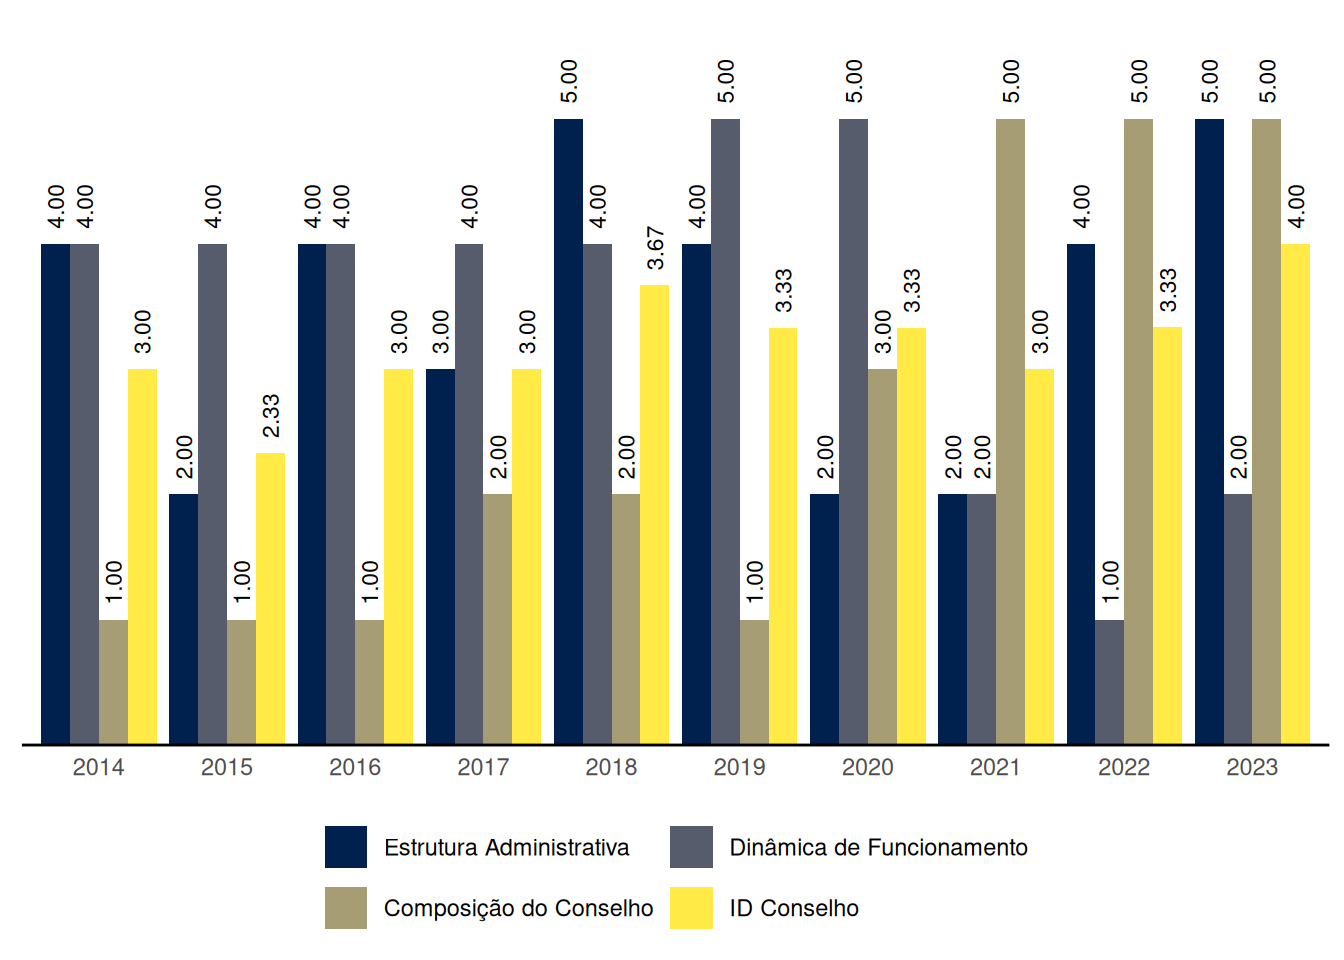 4.00 4.00 1.00 3.00
2.00 4.00 1.00 2.33
4.00 4.00 1.00 3.00
3.00 4.00 2.00 3.00
5.00 4.00 2.00 3.67
4.00 5.00 1.00 3.33
2.00 5.00 3.00 3.33
2.00 2.00 5.00 3.00
4.00 1.00 5.00 3.33
5.00 2.00 5.00 4.00
2014 2015 2016 2017 2018 2019 2020 2021 2022 2023
Estrutura Administrativa Dinâmica de Funcionamento
Composição do Conselho ID Conselho